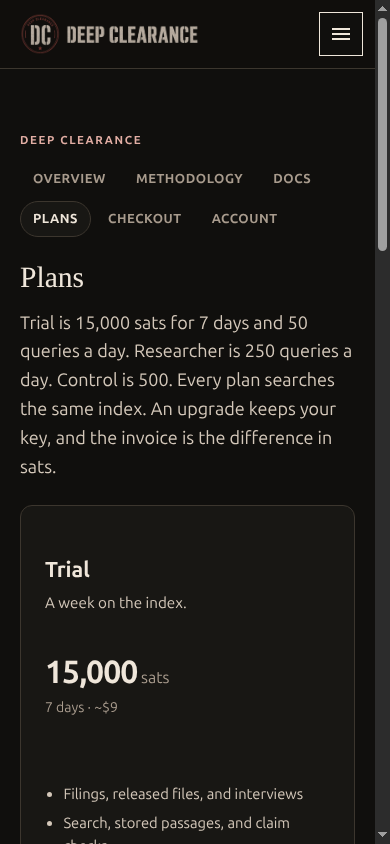 DC DEEP CLEARANCE
DEEP CLEARANCE
OVERVIEW METHODOLOGY DOCS
PLANS CHECKOUT ACCOUNT
Plans
Trial is 15,000 sats for 7 days and 50
queries a day. Researcher is 250 queries a
day. Control is 500. Every plan searches
the same index. An upgrade keeps your
key, and the invoice is the difference in
sats.
Trial
A week on the index.
15,000 sats
7 days · ~$9
• Filings, released files, and interviews
• Search, stored passages, and claim